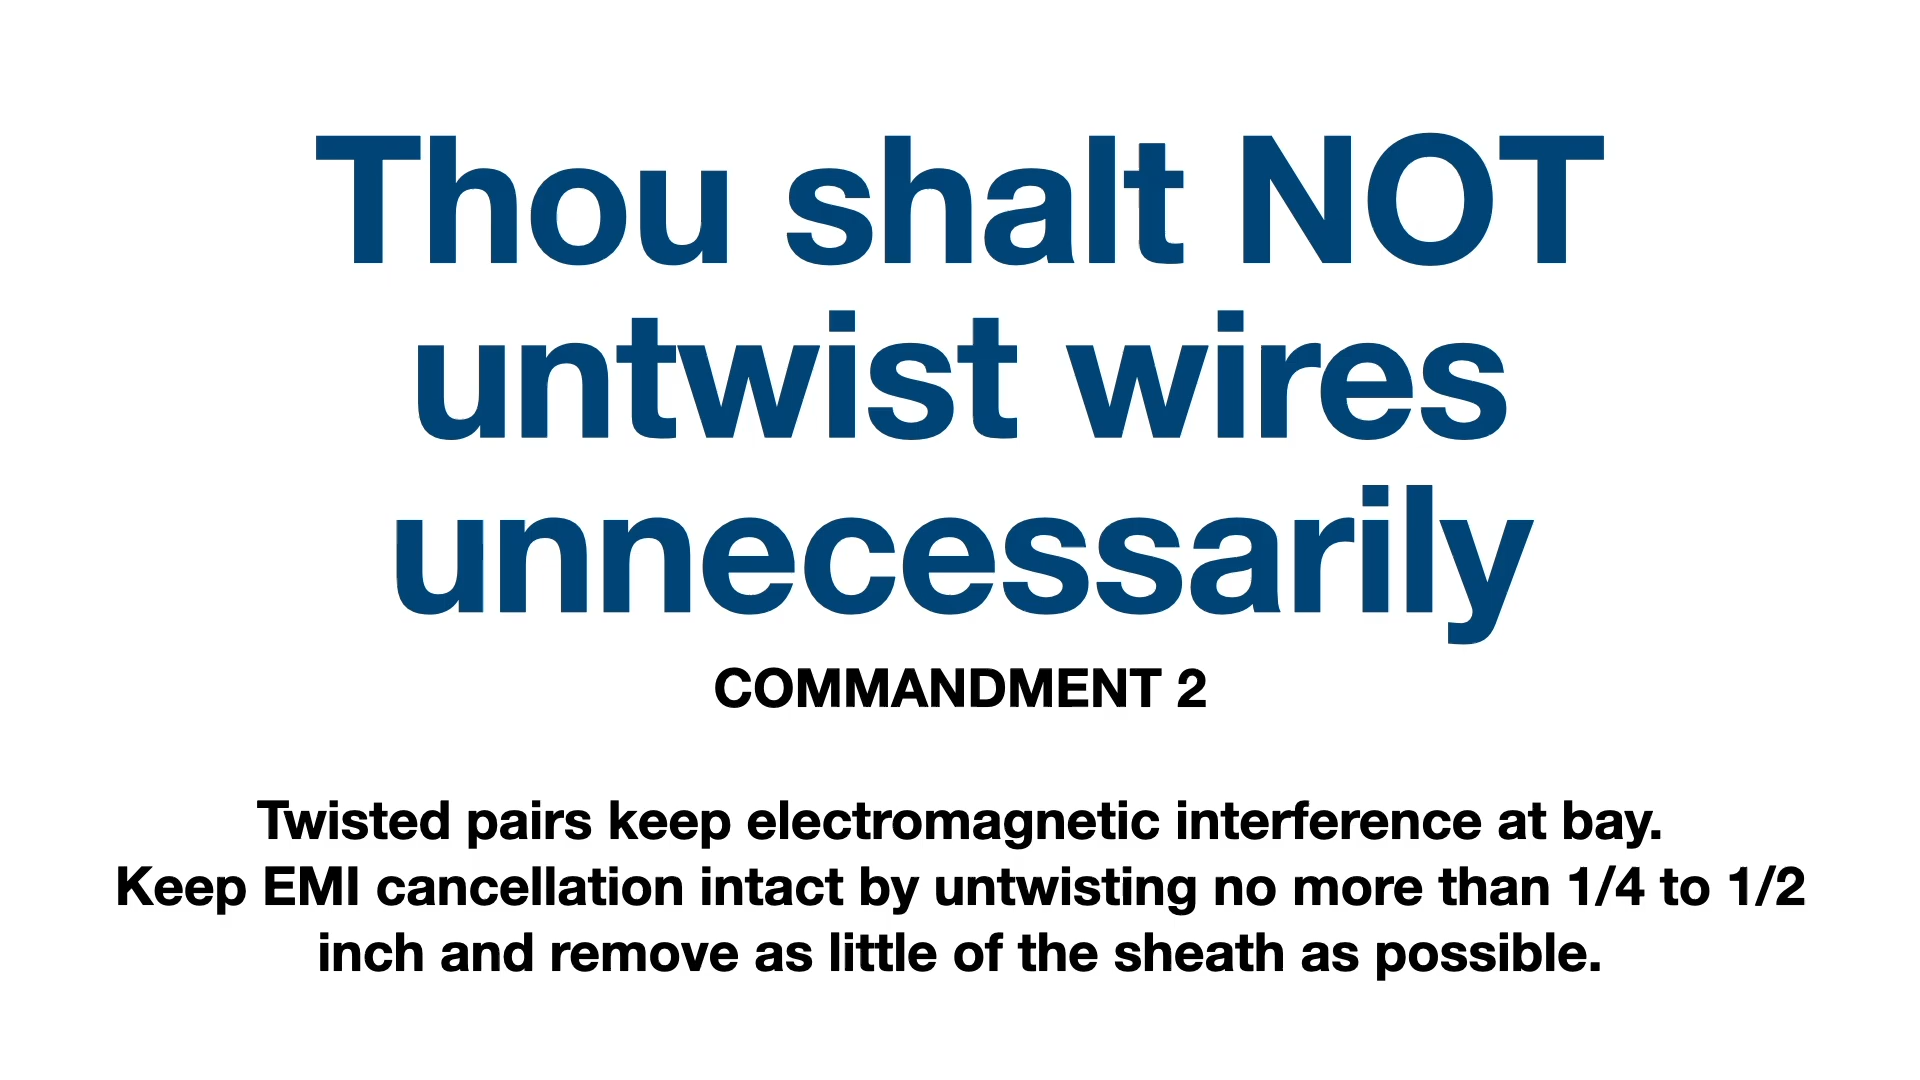 Thou shalt NOT
untwist wires
unnecessarily
COMMANDMENT 2
Twisted pairs keep electromagnetic interference at bay.
Keep EMI cancellation intact by untwisting no more than 1/4 to 1/2
inch and remove as little of the sheath as possible.